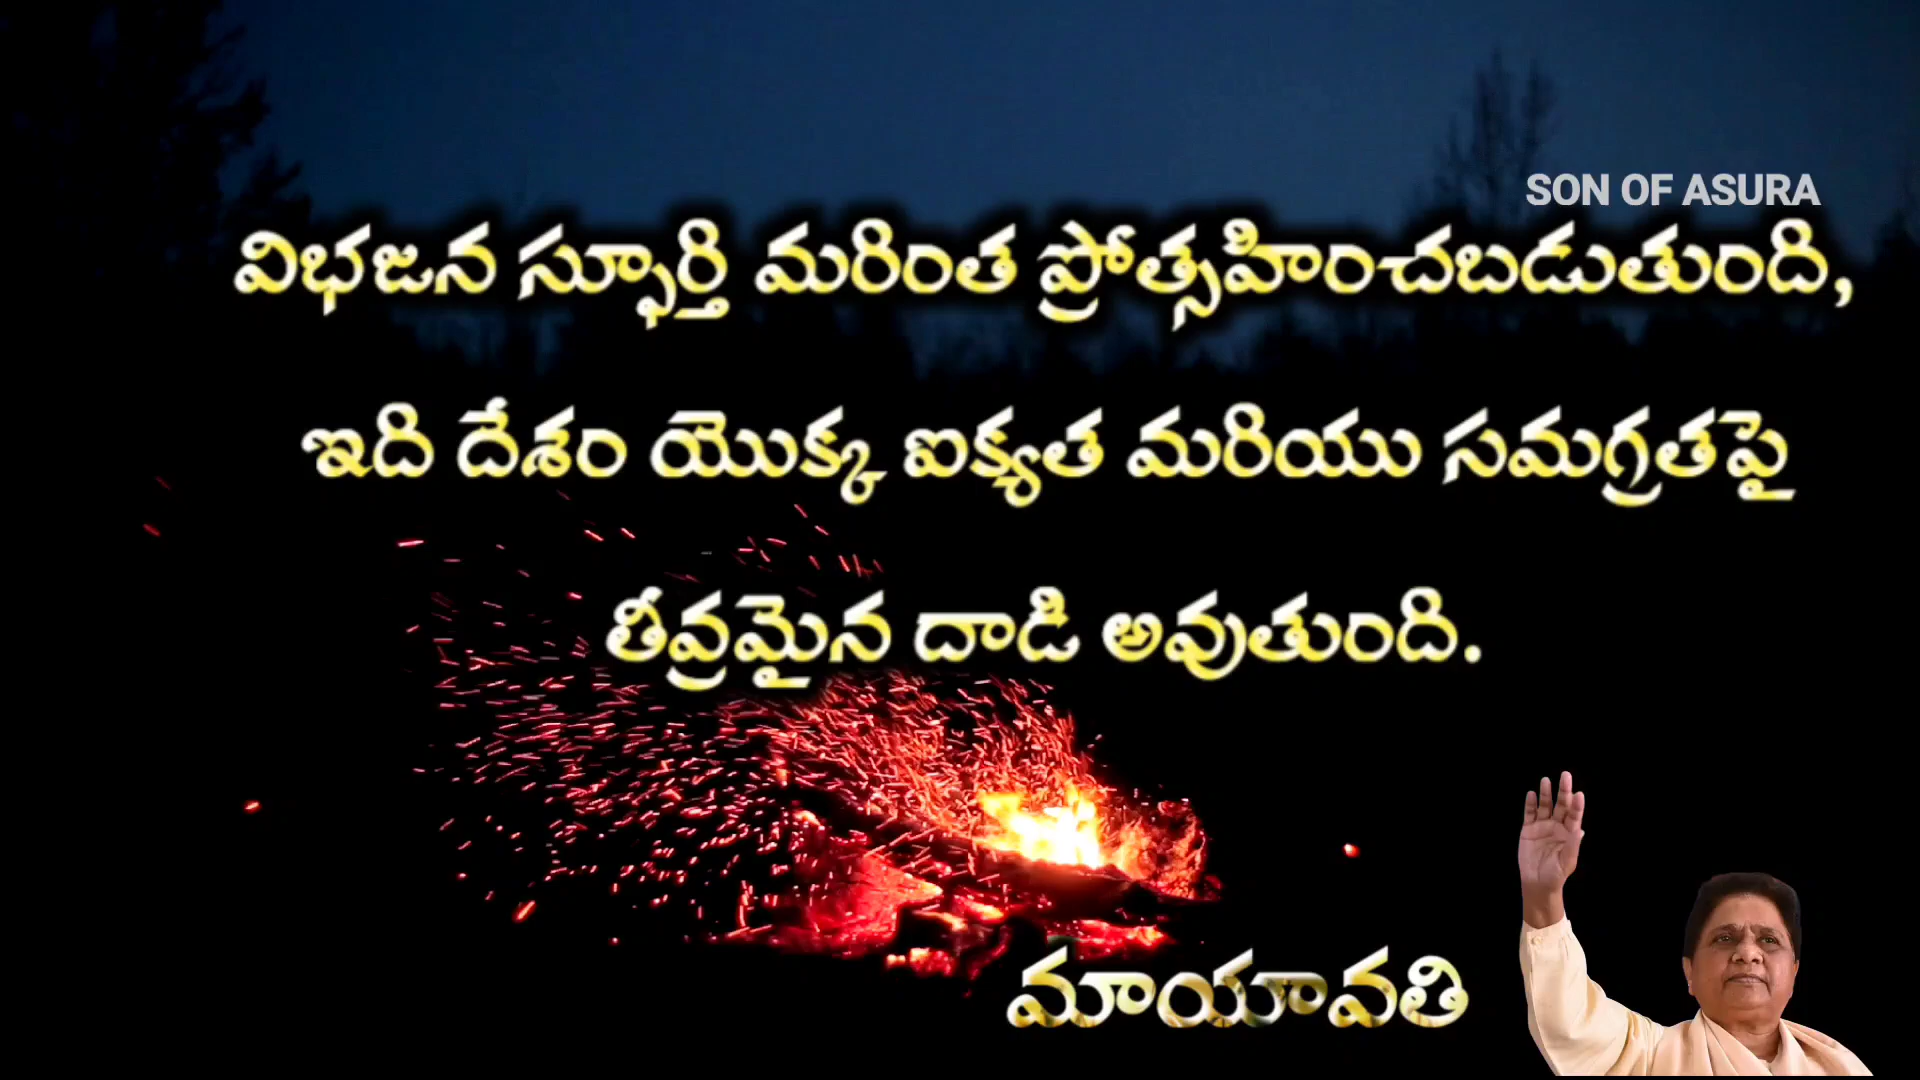 SON OF ASURA
విభజన స్ఫూర్తి మరింత ప్రోత్సహించబడుతుంది,
ఇది దేశం యొక్క ఐక్యత మరియు సమగ్రతపై
తీవ్రమైన దాడి అవుతుంది.
మాయావతి